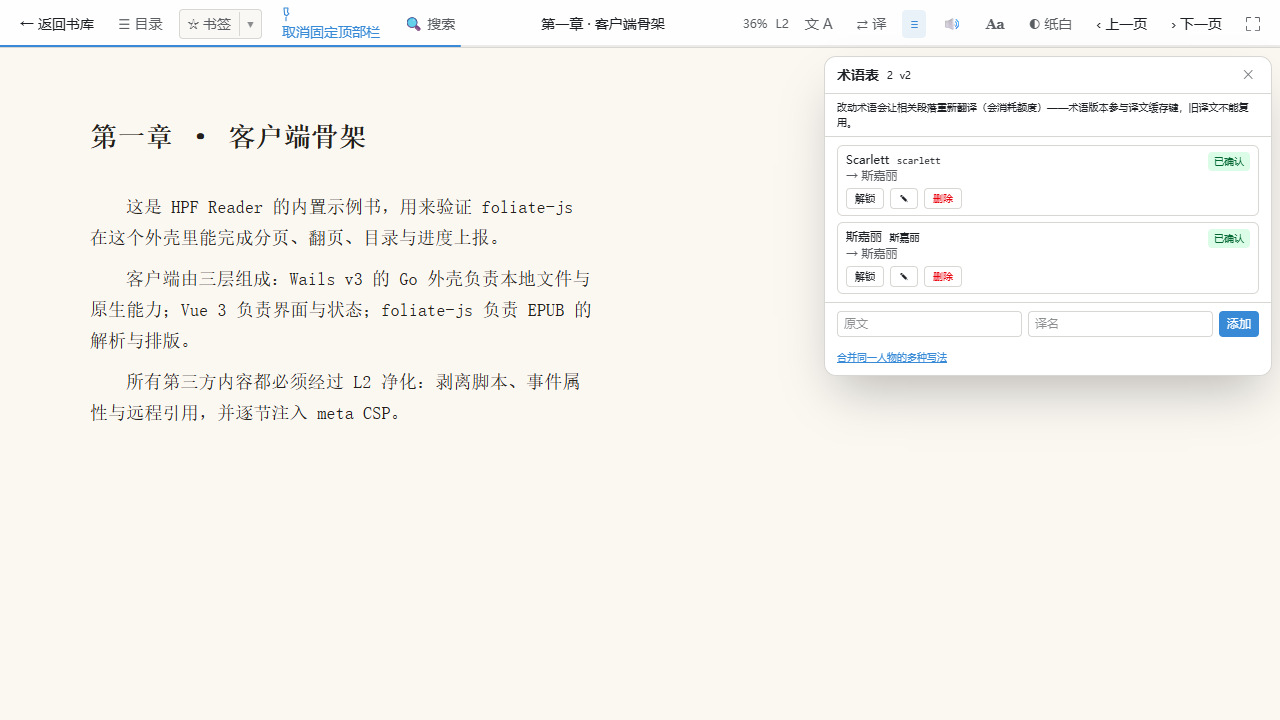 ← 返回书库 ☰ 目录 ☆ 书签 ▾ 取消固定顶部栏 搜索 第一章 · 客户端骨架 36% L2 文 A ⇄ 译 ≡ Aa ◐ 纸白 ‹ 上一页 › 下一页
术语表 2 v2 ×
改动术语会让相关段落重新翻译（会消耗额度）——术语版本参与译文缓存键，旧译文不能复
用。
Scarlett scarlett 已确认
→ 斯嘉丽
解锁 删除
斯嘉丽 斯嘉丽 已确认
→ 斯嘉丽
解锁 删除
原文 译名 添加
合并同一人物的多种写法
第一章 · 客户端骨架
这是 HPF Reader 的内置示例书，用来验证 foliate-js
在这个外壳里能完成分页、翻页、目录与进度上报。
客户端由三层组成：Wails v3 的 Go 外壳负责本地文件与
原生能力；Vue 3 负责界面与状态；foliate-js 负责 EPUB 的
解析与排版。
所有第三方内容都必须经过 L2 净化：剥离脚本、事件属
性与远程引用，并逐节注入 meta CSP。